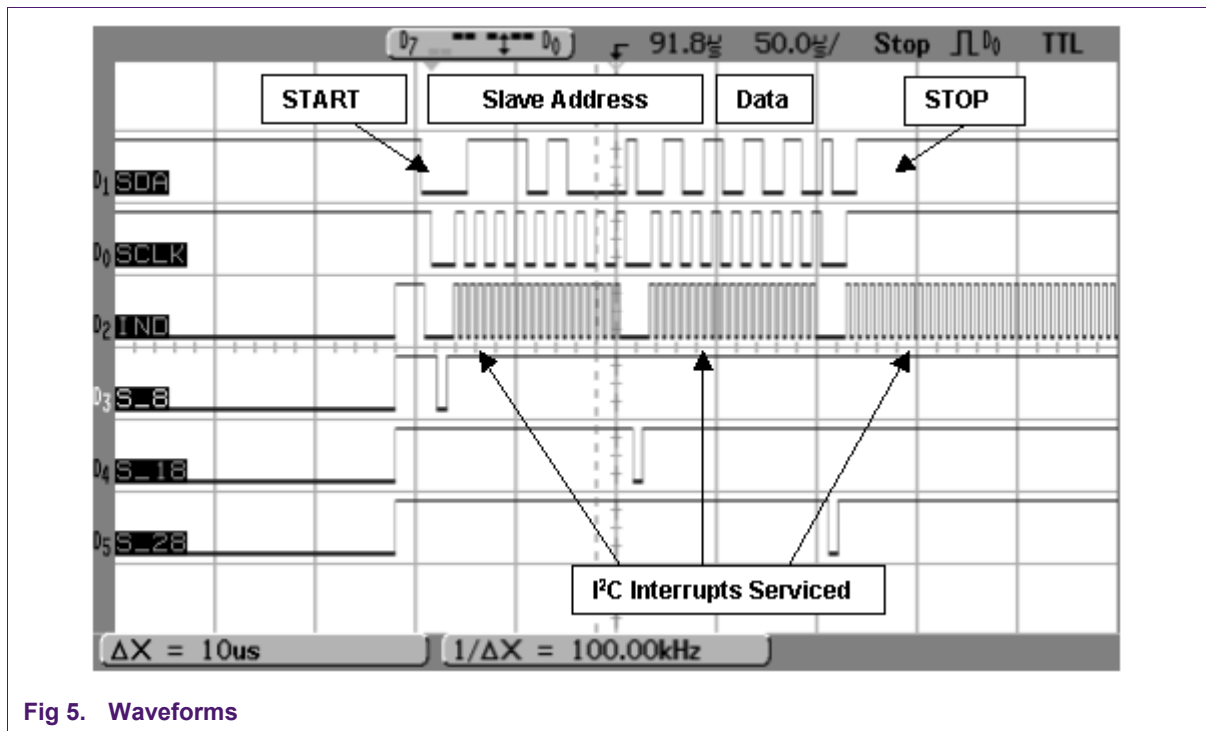 D7 D0 91.8us 50.0us/ Stop D0 TTL
START Slave Address Data STOP
D1 SDA
D0 SCLK
D2 IND
D3 S_8
D4 S_18
D5 S_28
I²C Interrupts Serviced
ΔX = 10us 1/ΔX = 100.00kHz
Fig 5. Waveforms